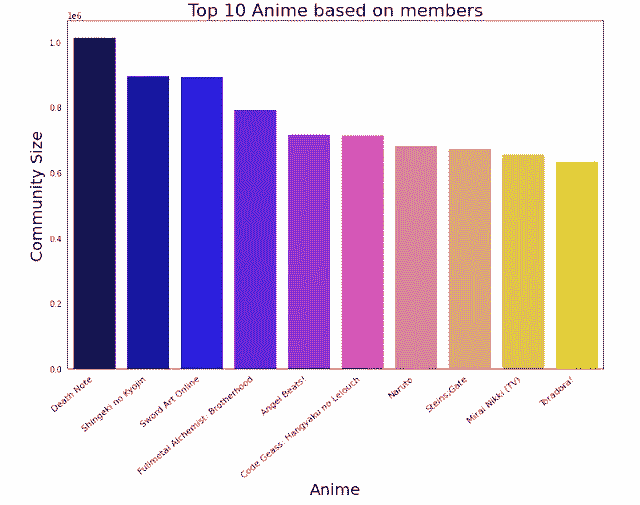 Top 10 Anime based on members
1e6
1.0
0.8
0.6
0.4
0.2
0.0
Community Size
Death Note
Shingeki no Kyojin
Sword Art Online
Fullmetal Alchemist: Brotherhood
Angel Beats!
Code Geass: Hangyaku no Lelouch
Naruto
Steins;Gate
Mirai Nikki (TV)
Toradora!
Anime